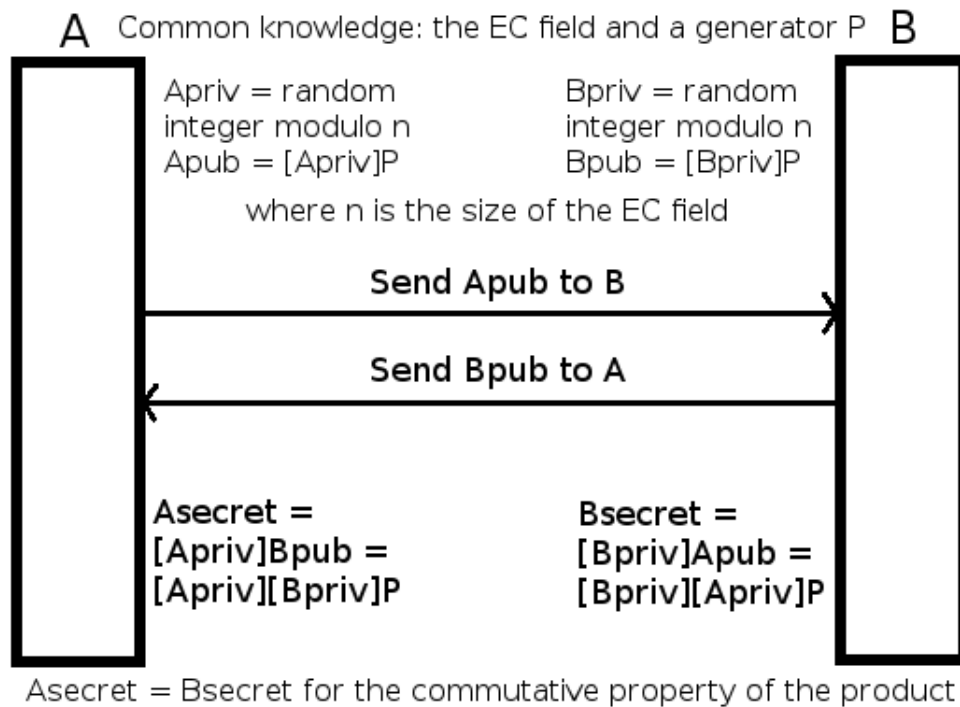 A Common knowledge: the EC field and a generator P B
Apriv = random
integer modulo n
Apub = [Apriv]P
Bpriv = random
integer modulo n
Bpub = [Bpriv]P
where n is the size of the EC field
Send Apub to B
Send Bpub to A
Asecret =
[Apriv]Bpub =
[Apriv][Bpriv]P
Bsecret =
[Bpriv]Apub =
[Bpriv][Apriv]P
Asecret = Bsecret for the commutative property of the product